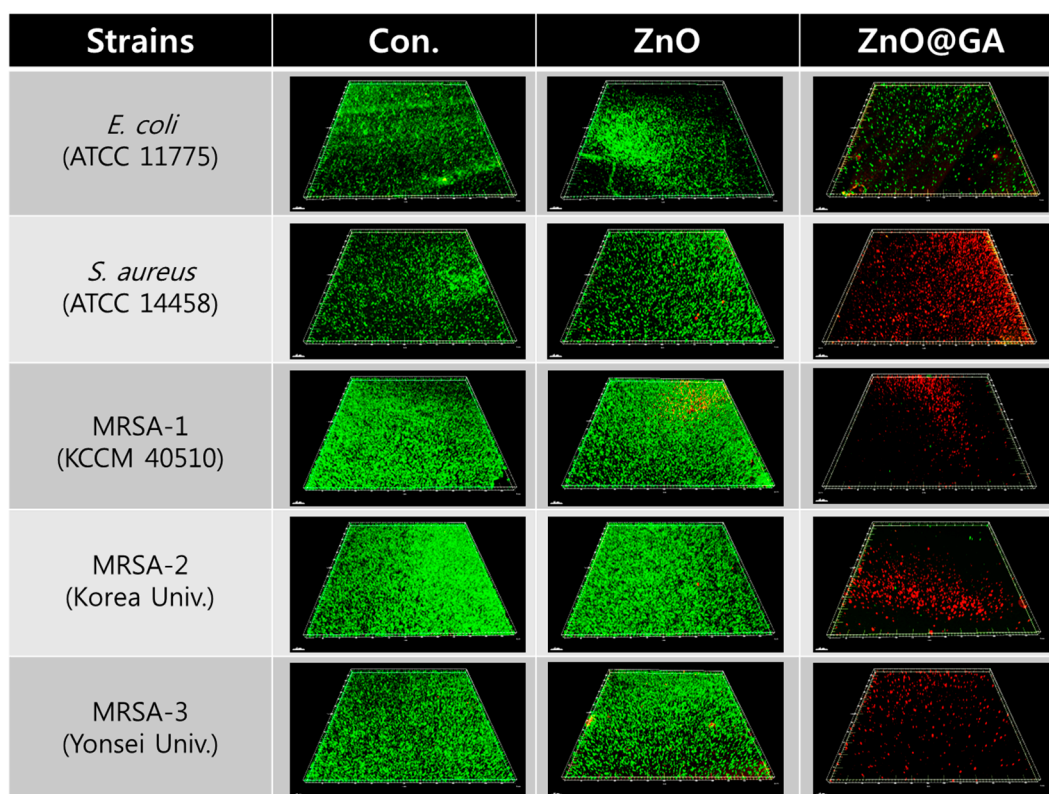 Strains Con. ZnO ZnO@GA
E. coli
(ATCC 11775)
S. aureus
(ATCC 14458)
MRSA-1
(KCCM 40510)
MRSA-2
(Korea Univ.)
MRSA-3
(Yonsei Univ.)